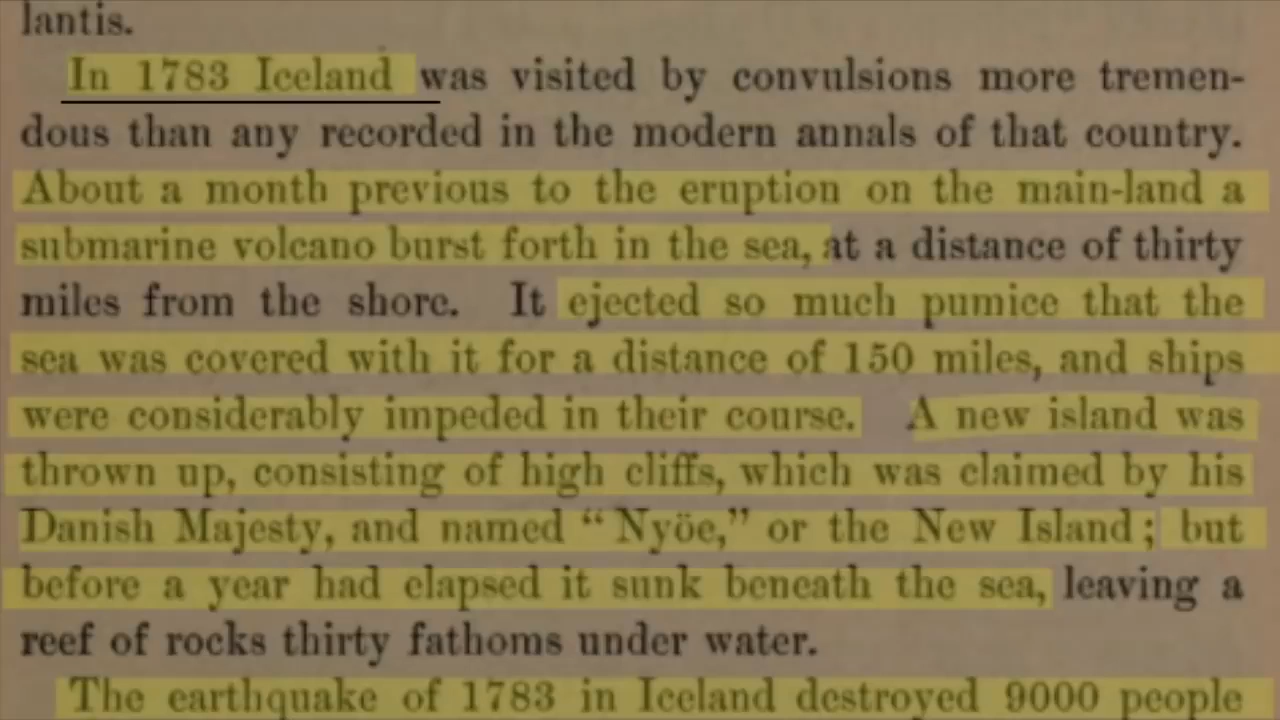 lantis.
In 1783 Iceland was visited by convulsions more tremen-
dous than any recorded in the modern annals of that country.
About a month previous to the eruption on the main-land a
submarine volcano burst forth in the sea, at a distance of thirty
miles from the shore. It ejected so much pumice that the
sea was covered with it for a distance of 150 miles, and ships
were considerably impeded in their course. A new island was
thrown up, consisting of high cliffs, which was claimed by his
Danish Majesty, and named “Nyöe,” or the New Island; but
before a year had elapsed it sunk beneath the sea, leaving a
reef of rocks thirty fathoms under water.
The earthquake of 1783 in Iceland destroyed 9000 people